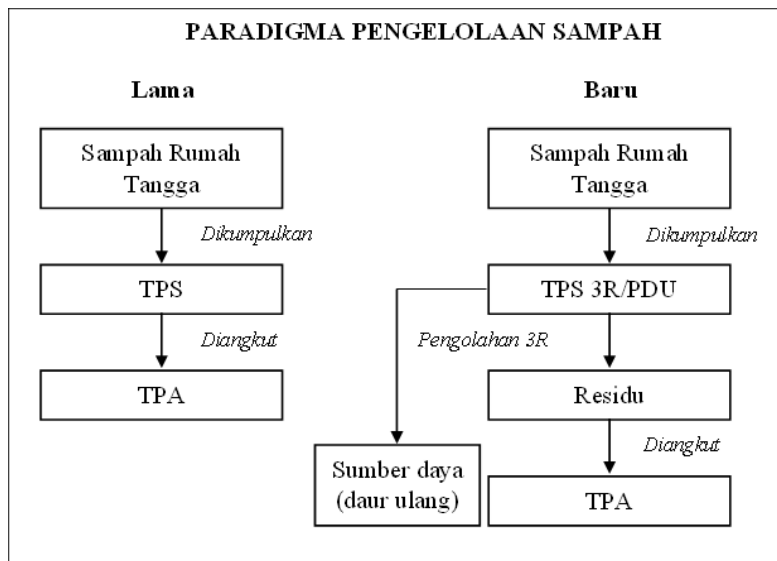 PARADIGMA PENGELOLAAN SAMPAH
Lama
Sampah Rumah
Tangga
Dikumpulkan
TPS
Diangkut
TPA
Baru
Sampah Rumah
Tangga
Dikumpulkan
TPS 3R/PDU
Pengolahan 3R
Residu
Diangkut
Sumber daya
(daur ulang)
TPA